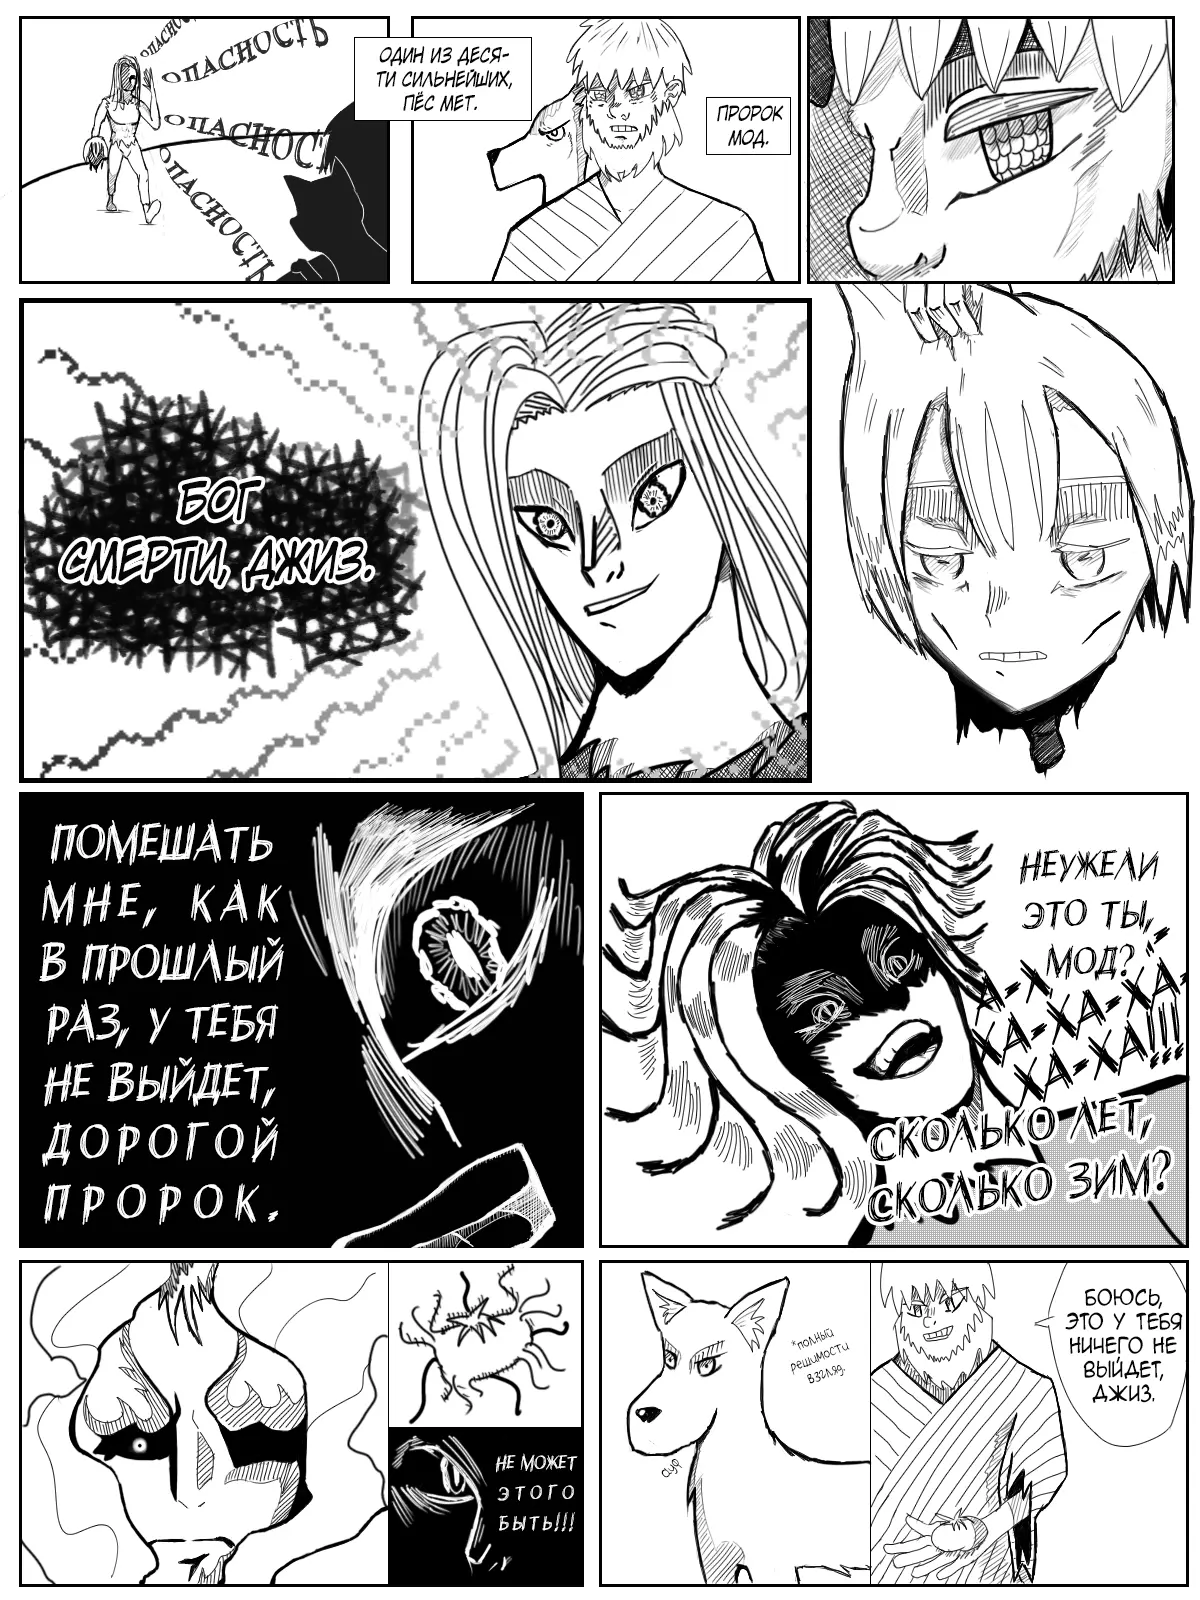 ОПАСНОСТЬ
ОПАСНОСТЬ
ОПАСНОСТЬ
ОПАСНОСТЬ
ОДИН ИЗ ДЕСЯ-
ТИ СИЛЬНЕЙШИХ,
ПЁС МЕТ.
ПРОРОК
МОД.
БОГ
СМЕРТИ, ДЖИЗ.
ПОМЕШАТЬ
МНЕ, КАК
В ПРОШЛЫЙ
РАЗ, У ТЕБЯ
НЕ ВЫЙДЕТ,
ДОРОГОЙ
ПРОРОК.
НЕУЖЕЛИ
ЭТО ТЫ,
МОД?
А-Х
ХА-ХА-ХА-
ХА-ХА!!!
СКОЛЬКО ЛЕТ,
СКОЛЬКО ЗИМ?
НЕ МОЖЕТ
ЭТОГО
БЫТЬ!!!
*полный
решимости
взгляд.
ауф
БОЮСЬ,
ЭТО У ТЕБЯ
НИЧЕГО НЕ
ВЫЙДЕТ,
ДЖИЗ.